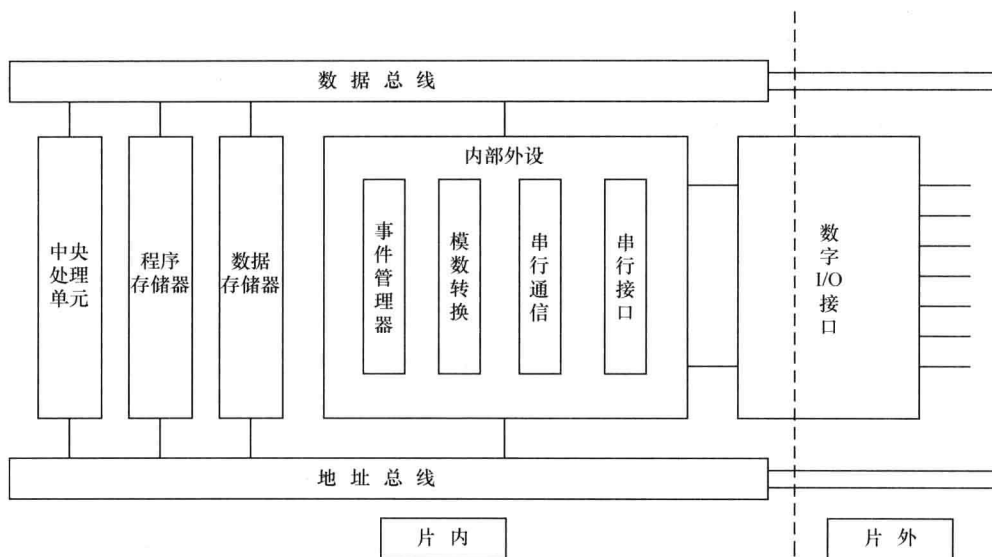 数据总线
内部外设
中央
处理
单元
程序
存储器
数据
存储器
事件管理器
模数转换
串行通信
串行接口
数字
I/O
接口
地址总线
片内
片外